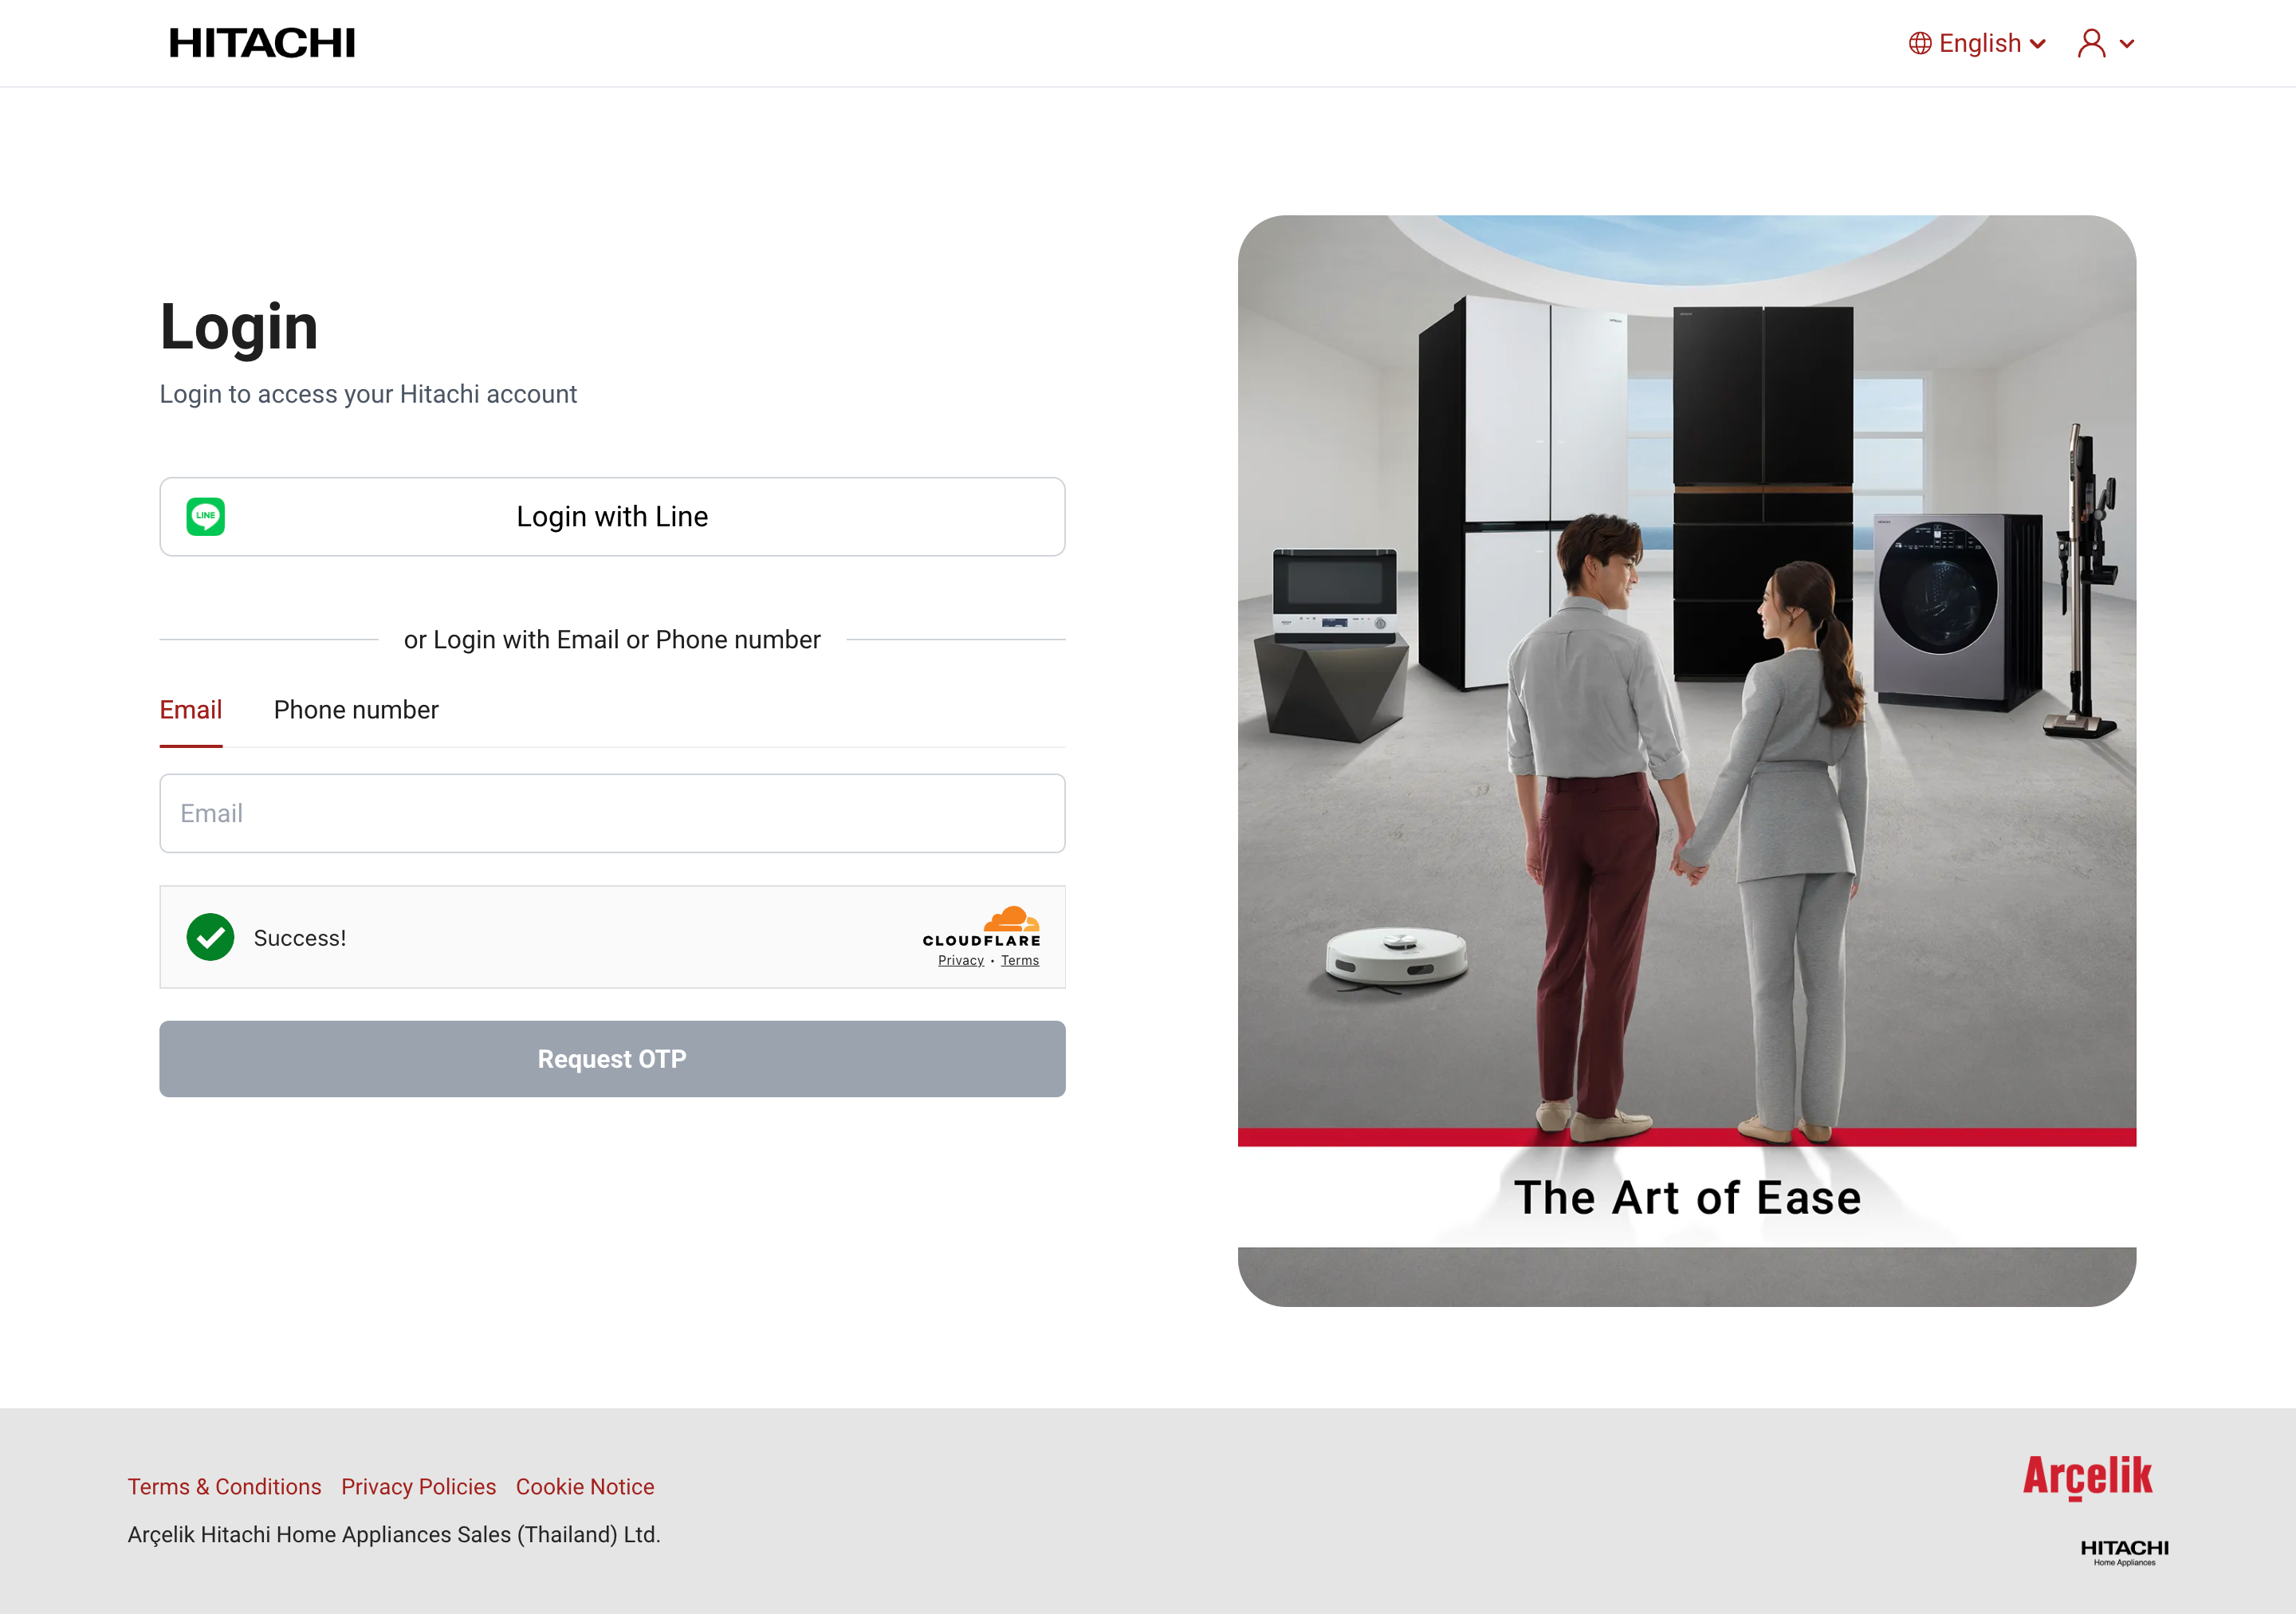 HITACHI
English
Login
Login to access your Hitachi account
LINE
Login with Line
or Login with Email or Phone number
Email Phone number
Email
Success!
CLOUDFLARE
Privacy • Terms
Request OTP
HITACHI
HITACHI
The Art of Ease
Terms & Conditions Privacy Policies Cookie Notice
Arçelik Hitachi Home Appliances Sales (Thailand) Ltd.
Arçelik
HITACHI
Home Appliances